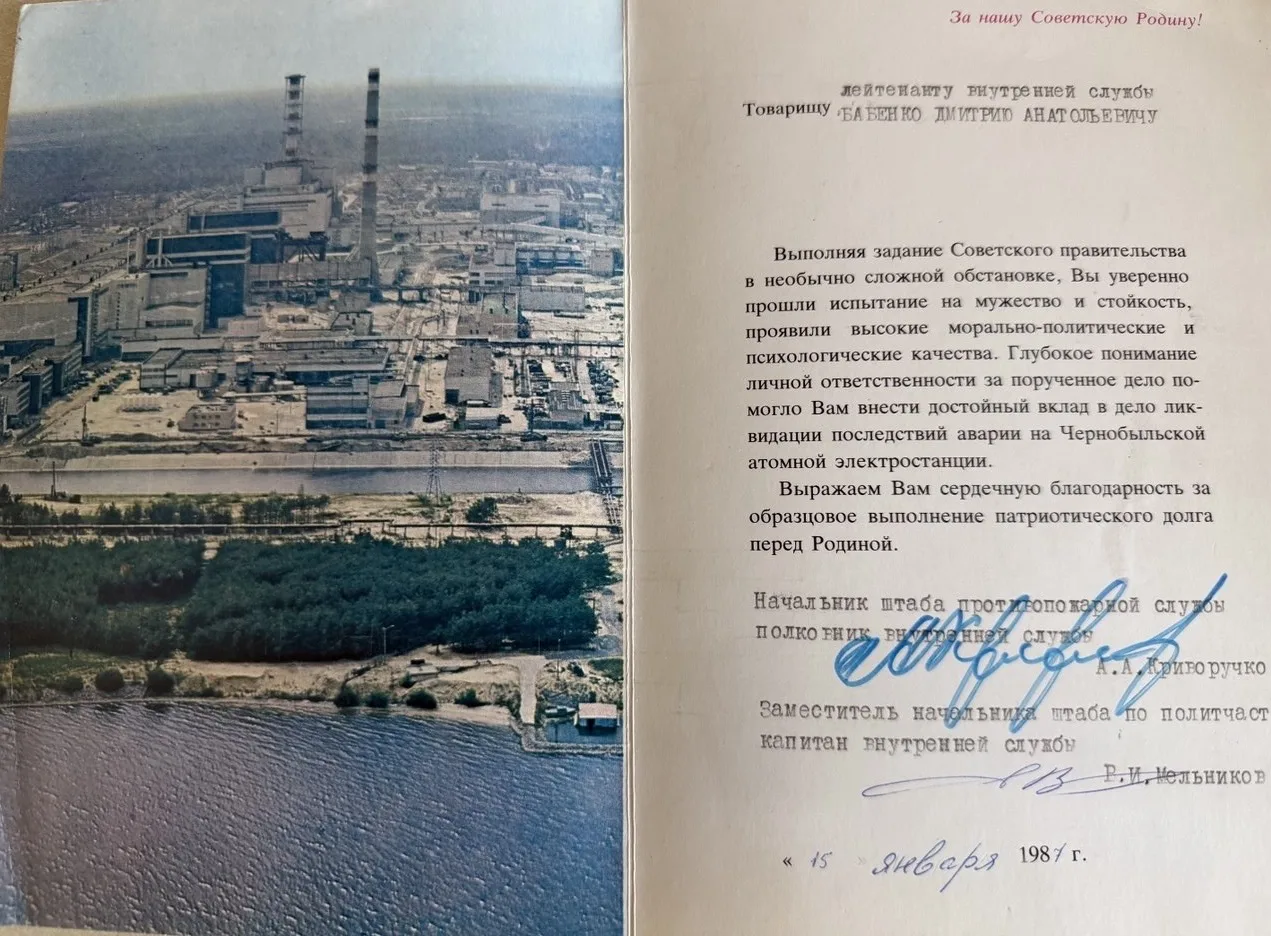 За нашу Советскую Родину!
лейтенанту внутренней службы
Товарищу БАБЕНКО ДМИТРИЮ АНАТОЛЬЕВИЧУ
Выполняя задание Советского правительства
в необычно сложной обстановке, Вы уверенно
прошли испытание на мужество и стойкость,
проявили высокие морально-политические и
психологические качества. Глубокое понимание
личной ответственности за порученное дело по-
могло Вам внести достойный вклад в дело лик-
видации последствий аварии на Чернобыльской
атомной электростанции.
Выражаем Вам сердечную благодарность за
образцовое выполнение патриотического долга
перед Родиной.
Начальник штаба противопожарной службы
полковник внутренней службы
А.А.Криворучко
Заместитель начальника штаба по политчаст
капитан внутренней службы
Р.И.Мельников
« 15 » января 1987 г.